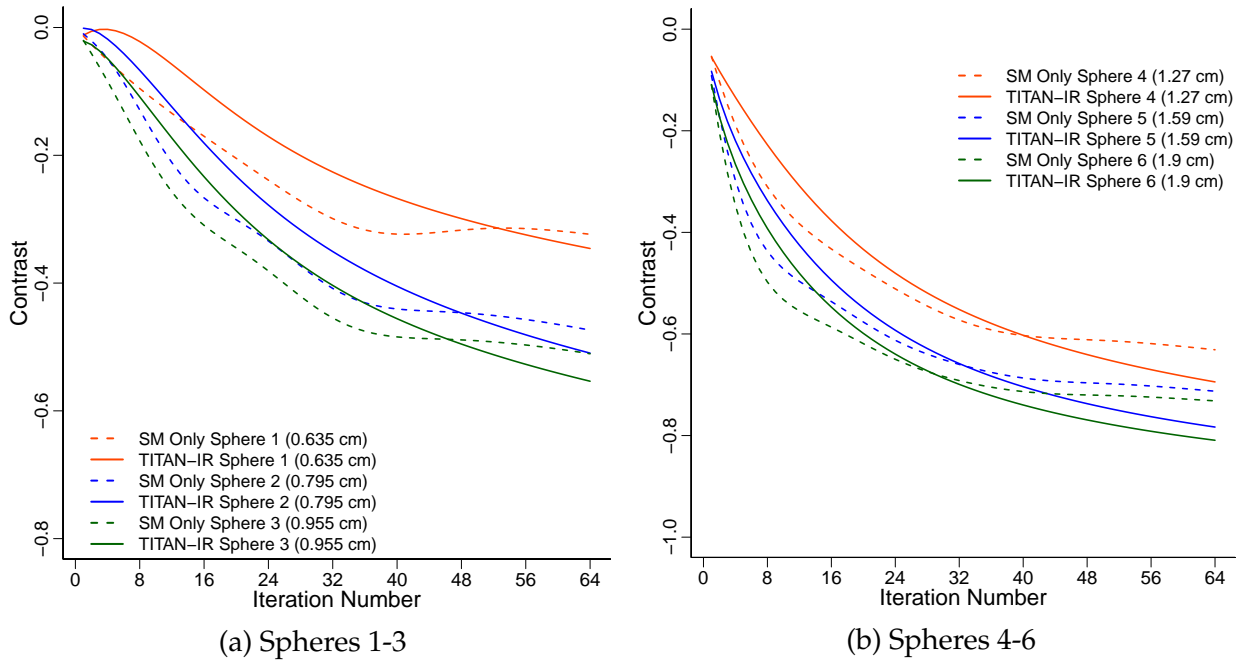 0.0
−0.2
−0.4
−0.6
−0.8
Contrast
SM Only Sphere 1 (0.635 cm)
TITAN−IR Sphere 1 (0.635 cm)
SM Only Sphere 2 (0.795 cm)
TITAN−IR Sphere 2 (0.795 cm)
SM Only Sphere 3 (0.955 cm)
TITAN−IR Sphere 3 (0.955 cm)
0 8 16 24 32 40 48 56 64
Iteration Number
(a) Spheres 1-3
0.0
−0.2
−0.4
−0.6
−0.8
−1.0
Contrast
SM Only Sphere 4 (1.27 cm)
TITAN−IR Sphere 4 (1.27 cm)
SM Only Sphere 5 (1.59 cm)
TITAN−IR Sphere 5 (1.59 cm)
SM Only Sphere 6 (1.9 cm)
TITAN−IR Sphere 6 (1.9 cm)
0 8 16 24 32 40 48 56 64
Iteration Number
(b) Spheres 4-6